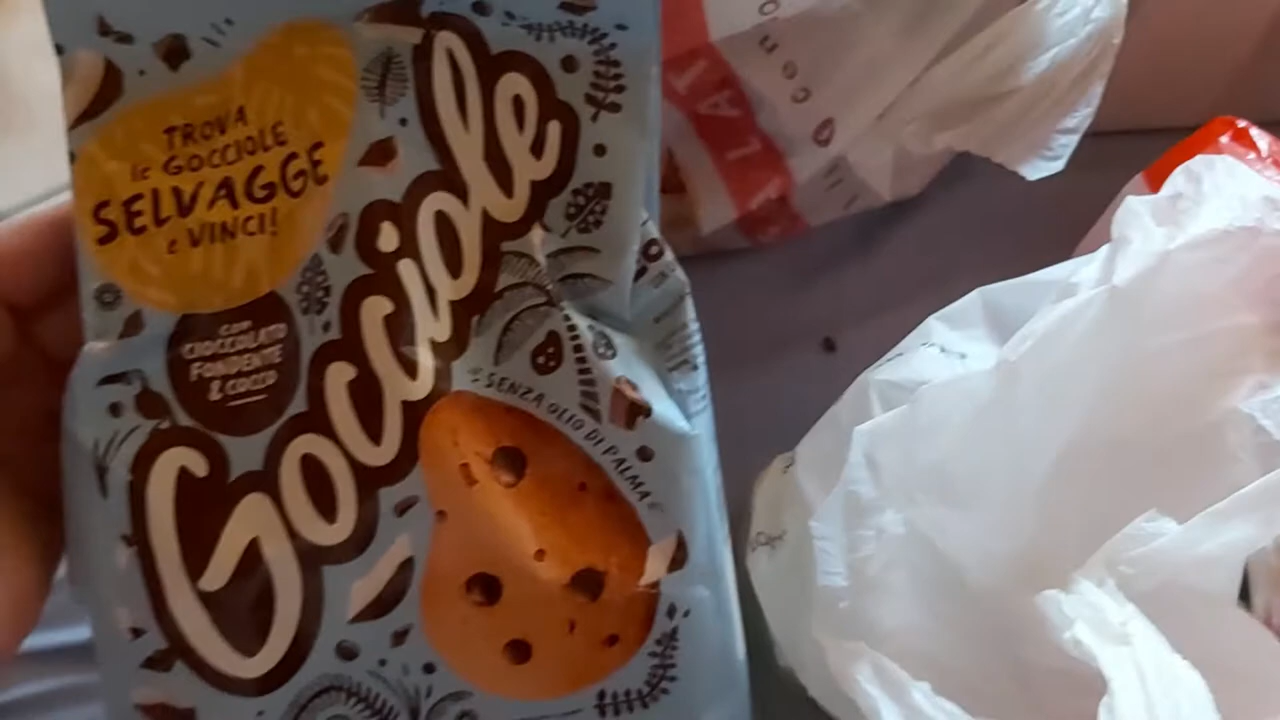 TROVA
le GOCCIOLE
SELVAGGE
e VINCI!
con
CIOCCOLATO
FONDENTE
& COCCO
Gocciole
SENZA OLIO DI PALMA